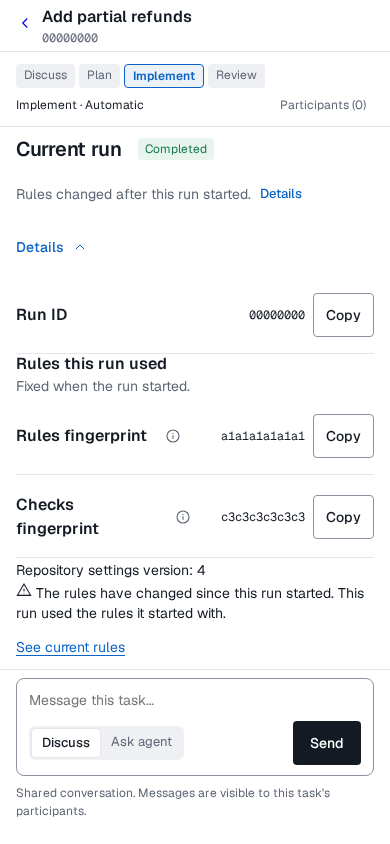 Add partial refunds
00000000
Discuss
Plan
Implement
Review
Implement · Automatic
Participants (0)
Current run
Completed
Rules changed after this run started. Details
Details
Run ID
00000000
Copy
Rules this run used
Fixed when the run started.
Rules fingerprint
a1a1a1a1a1a1
Copy
Checks
fingerprint
c3c3c3c3c3c3
Copy
Repository settings version: 4
The rules have changed since this run started. This
run used the rules it started with.
See current rules
Message this task...
Discuss
Ask agent
Send
Shared conversation. Messages are visible to this task's
participants.